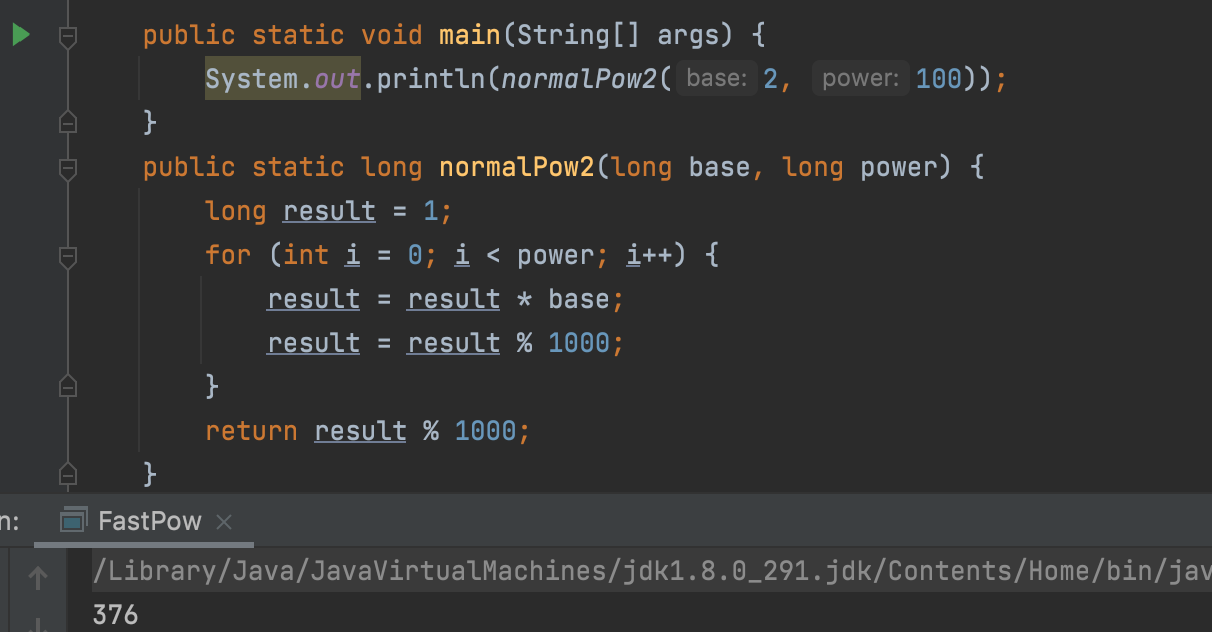 public static void main(String[] args) {
System.out.println(normalPow2( base: 2, power: 100));
}
public static long normalPow2(long base, long power) {
long result = 1;
for (int i = 0; i < power; i++) {
result = result * base;
result = result % 1000;
}
return result % 1000;
}
n: FastPow ×
/Library/Java/JavaVirtualMachines/jdk1.8.0_291.jdk/Contents/Home/bin/jav
376